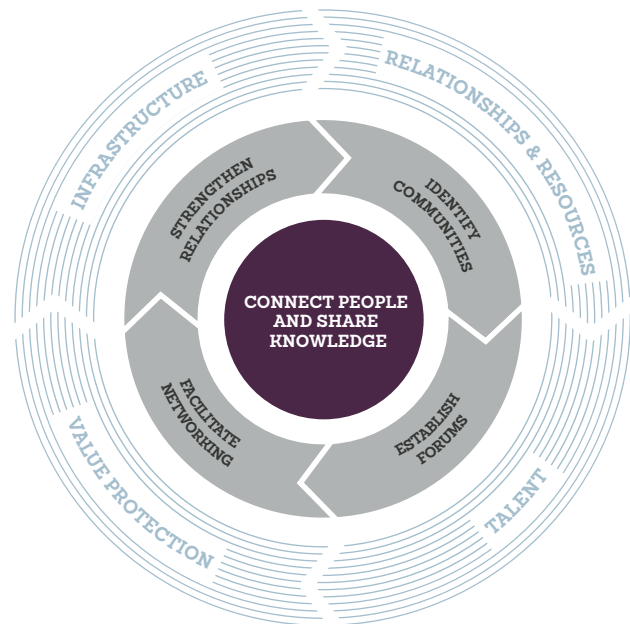 INFRASTRUCTURE
RELATIONSHIPS & RESOURCES
STRENGTHEN
RELATIONSHIPS
IDENTIFY
COMMUNITIES
CONNECT PEOPLE
AND SHARE
KNOWLEDGE
FACILITATE
NETWORKING
ESTABLISH
FORUMS
VALUE PROTECTION
TALENT